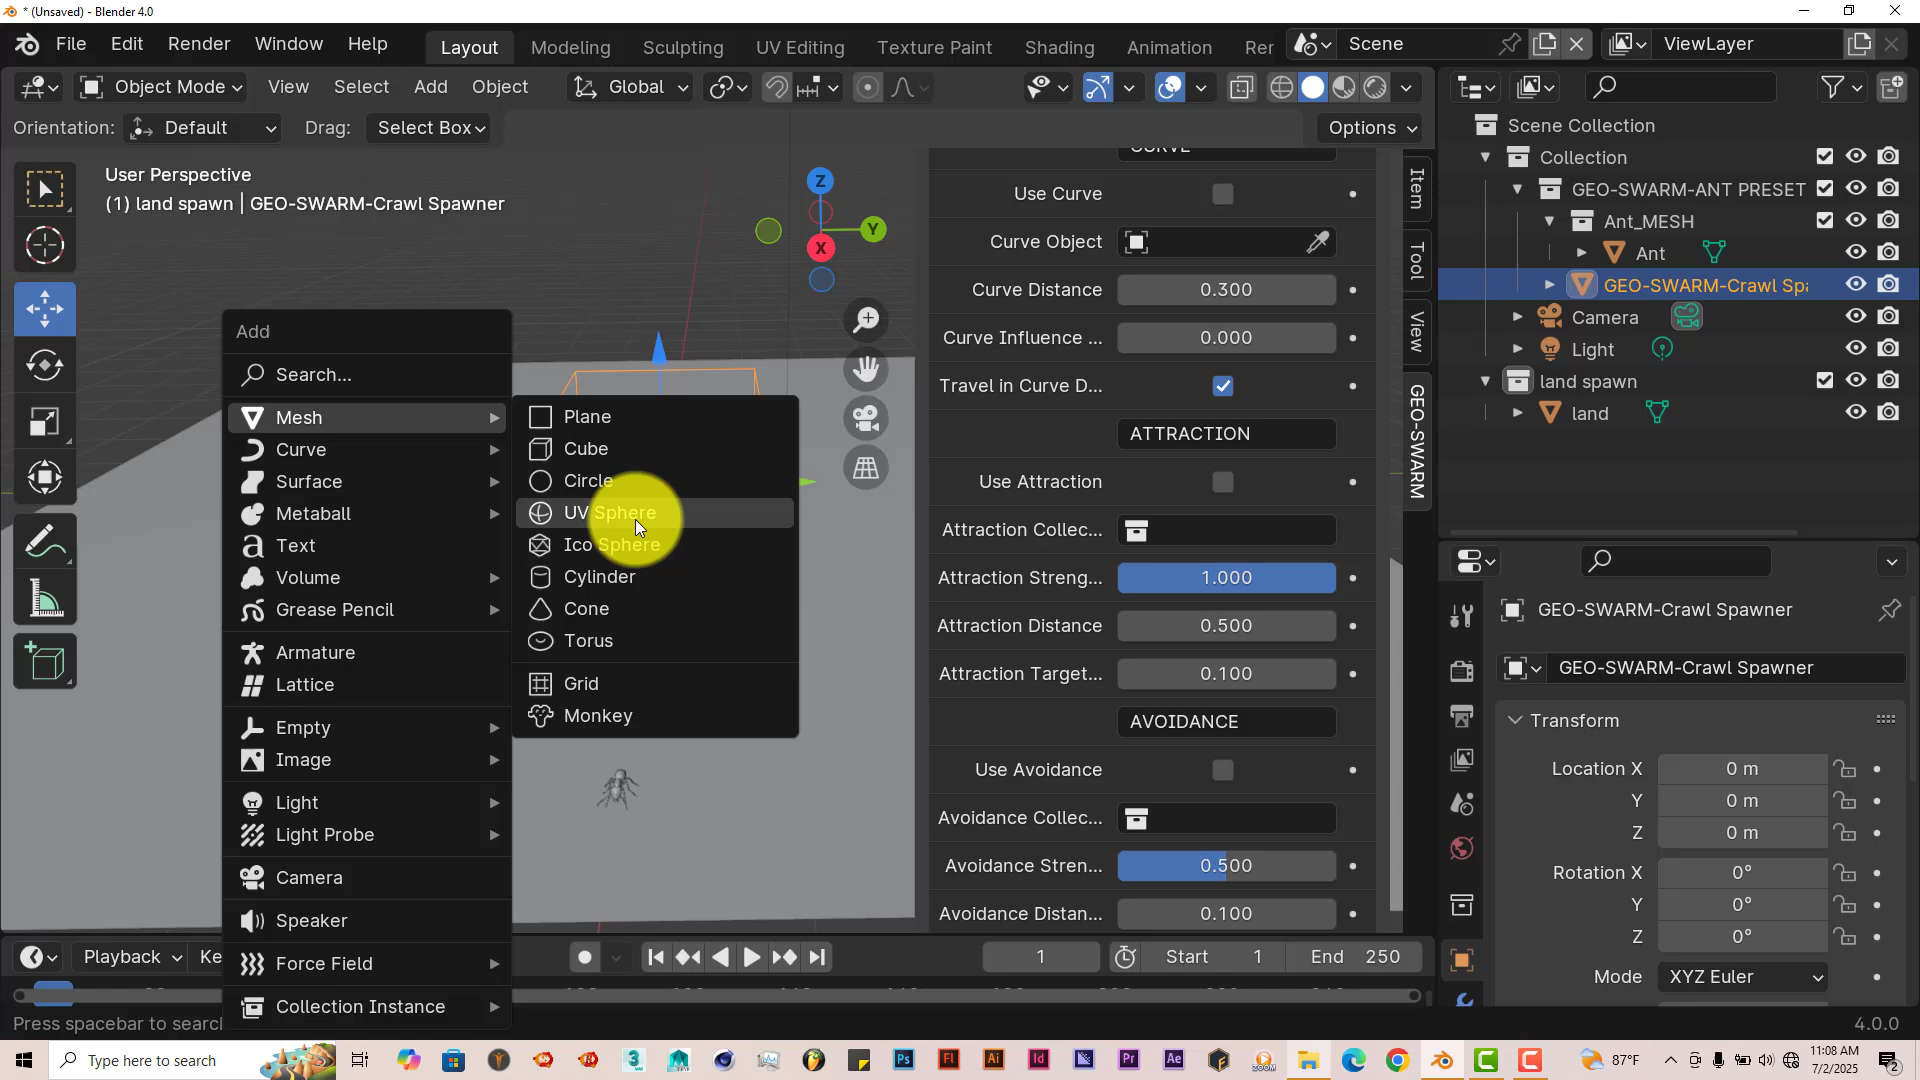 * (Unsaved) - Blender 4.0
File Edit Render Window Help
Layout Modeling Sculpting UV Editing Texture Paint Shading Animation Rer
Scene
ViewLayer
Object Mode View Select Add Object
Global
Orientation: Default Drag: Select Box
Options
User Perspective
(1) land spawn | GEO-SWARM-Crawl Spawner
Z
Y
X
Add
Search...
Mesh
Curve
Surface
Metaball
Text
Volume
Grease Pencil
Armature
Lattice
Empty
Image
Light
Light Probe
Camera
Speaker
Force Field
Collection Instance
Plane
Cube
Circle
UV Sphere
Ico Sphere
Cylinder
Cone
Torus
Grid
Monkey
CURVE
Use Curve
Curve Object
Curve Distance 0.300
Curve Influence ... 0.000
Travel in Curve D...
ATTRACTION
Use Attraction
Attraction Collec...
Attraction Streng... 1.000
Attraction Distance 0.500
Attraction Target... 0.100
AVOIDANCE
Use Avoidance
Avoidance Collec...
Avoidance Stren... 0.500
Avoidance Distan... 0.100
Item
Tool
View
GEO-SWARM
Scene Collection
Collection
GEO-SWARM-ANT PRESET
Ant_MESH
Ant
GEO-SWARM-Crawl Spa
Camera
Light
land spawn
land
GEO-SWARM-Crawl Spawner
GEO-SWARM-Crawl Spawner
Transform
Location X 0 m
Y 0 m
Z 0 m
Rotation X 0°
Y 0°
Z 0°
Mode XYZ Euler
Playback Ke
1 Start 1 End 250
Press spacebar to searc
4.0.0
Type here to search
87°F
11:08 AM
7/2/2025
2